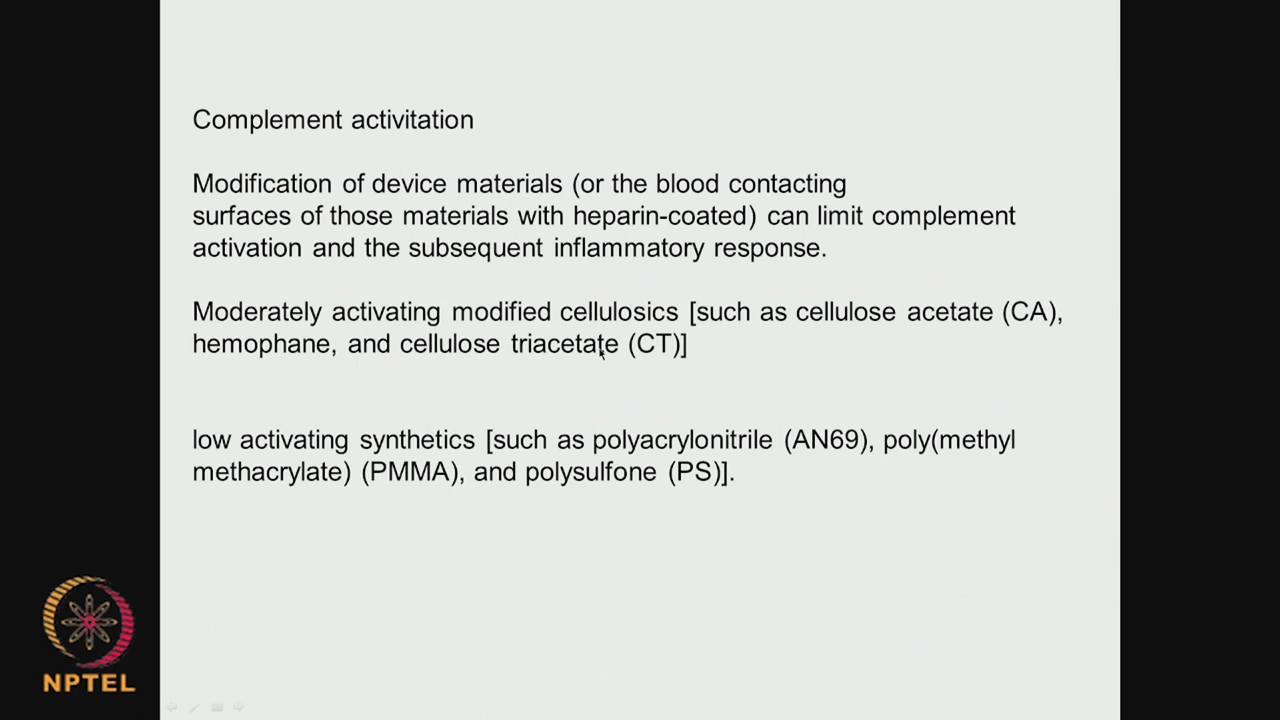 Complement activitation
Modification of device materials (or the blood contacting
surfaces of those materials with heparin-coated) can limit complement
activation and the subsequent inflammatory response.
Moderately activating modified cellulosics [such as cellulose acetate (CA),
hemophane, and cellulose triacetate (CT)]
low activating synthetics [such as polyacrylonitrile (AN69), poly(methyl
methacrylate) (PMMA), and polysulfone (PS)].
NPTEL